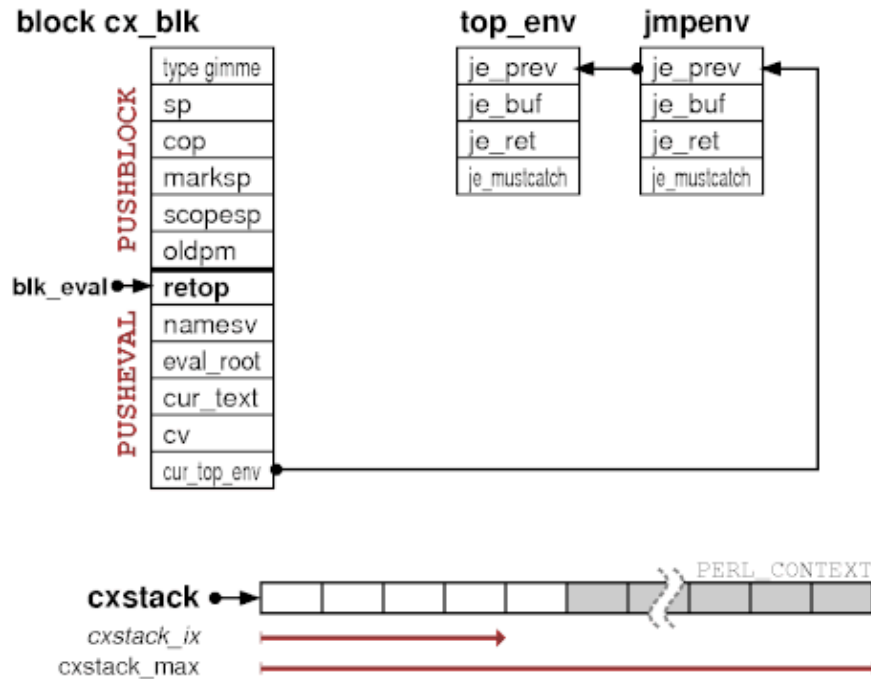 block cx_blk
top_env
jmpenv
PUSHBLOCK
type gimme
sp
cop
marksp
scopesp
oldpm
je_prev
je_buf
je_ret
je_mustcatch
je_prev
je_buf
je_ret
je_mustcatch
blk_eval
PUSHEVAL
retop
namesv
eval_root
cur_text
cv
cur_top_env
PERL_CONTEXT
cxstack
cxstack_ix
cxstack_max